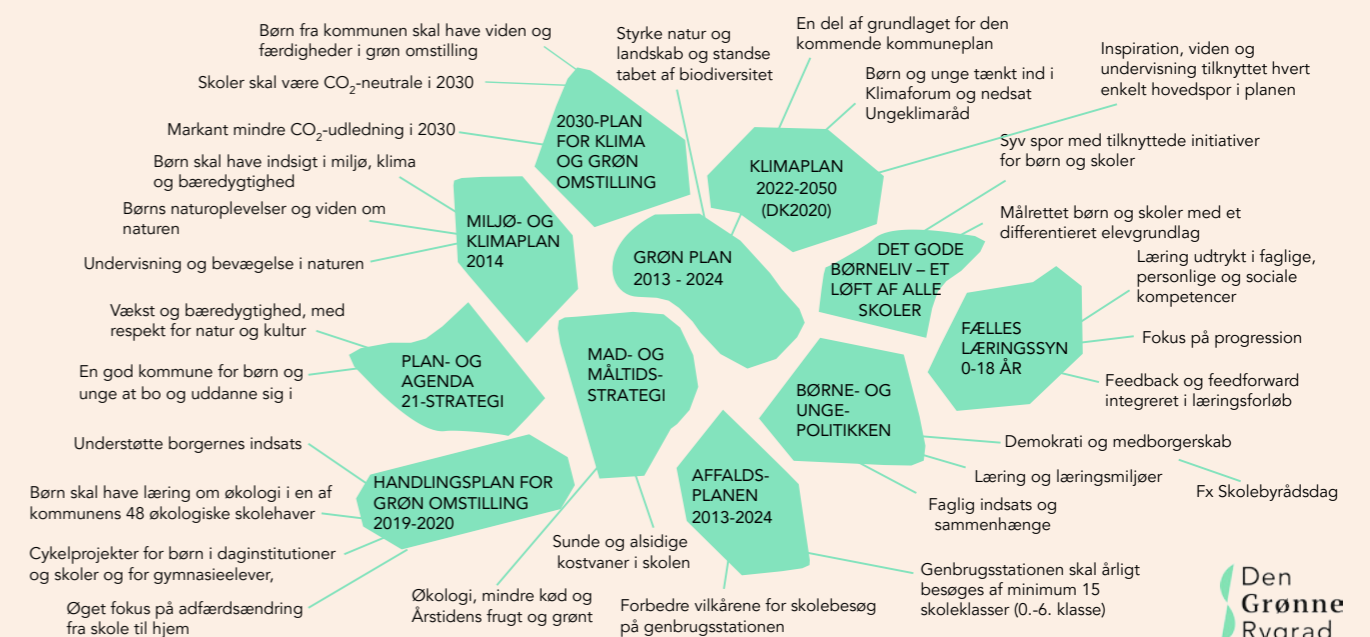 Børn fra kommunen skal have viden og
færdigheder i grøn omstilling
Skoler skal være CO₂-neutrale i 2030
Markant mindre CO₂-udledning i 2030
2030-PLAN
FOR KLIMA
OG GRØN
OMSTILLING
Styrke natur og
landskab og standse
tabet af biodiversitet
En del af grundlaget for den
kommende kommuneplan
Børn og unge tænkt ind i
Klimaforum og nedsat
Ungeklimaråd
Inspiration, viden og
undervisning tilknyttet hvert
enkelt hovedspor i planen
KLIMAPLAN
2022-2050
(DK2020)
Syv spor med tilknyttede initiativer
for børn og skoler
Målrettet børn og skoler med et
differentieret elevgrundlag
DET GODE
BØRNELIV – ET
LØFT AF ALLE
SKOLER
Børn skal have indsigt i miljø, klima
og bæredygtighed
Børns naturoplevelser og viden om
naturen
Undervisning og bevægelse i naturen
MILJØ- OG
KLIMAPLAN
2014
GRØN PLAN
2013 - 2024
Læring udtrykt i faglige,
personlige og sociale
kompetencer
Fokus på progression
Feedback og feedforward
integreret i læringsforløb
FÆLLES
LÆRINGSSYN
0-18 ÅR
Vækst og bæredygtighed, med
respekt for natur og kultur
En god kommune for børn og
unge at bo og uddanne sig i
PLAN- OG
AGENDA
21-STRATEGI
MAD- OG
MÅLTIDS-
STRATEGI
BØRNE- OG
UNGE-
POLITIKKEN
Demokrati og medborgerskab
Læring og læringsmiljøer
Fx Skolebyrådsdag
Faglig indsats og
sammenhænge
Understøtte borgernes indsats
Børn skal have læring om økologi i en af
kommunens 48 økologiske skolehaver
Cykelprojekter for børn i daginstitutioner
og skoler og for gymnasieelever,
Øget fokus på adfærdsændring
fra skole til hjem
HANDLINGSPLAN FOR
GRØN OMSTILLING
2019-2020
AFFALDS-
PLANEN
2013-2024
Sunde og alsidige
kostvaner i skolen
Økologi, mindre kød og
Årstidens frugt og grønt
Forbedre vilkårene for skolebesøg
på genbrugsstationen
Genbrugsstationen skal årligt
besøges af minimum 15
skoleklasser (0.-6. klasse)
Den
Grønne
Rygrad